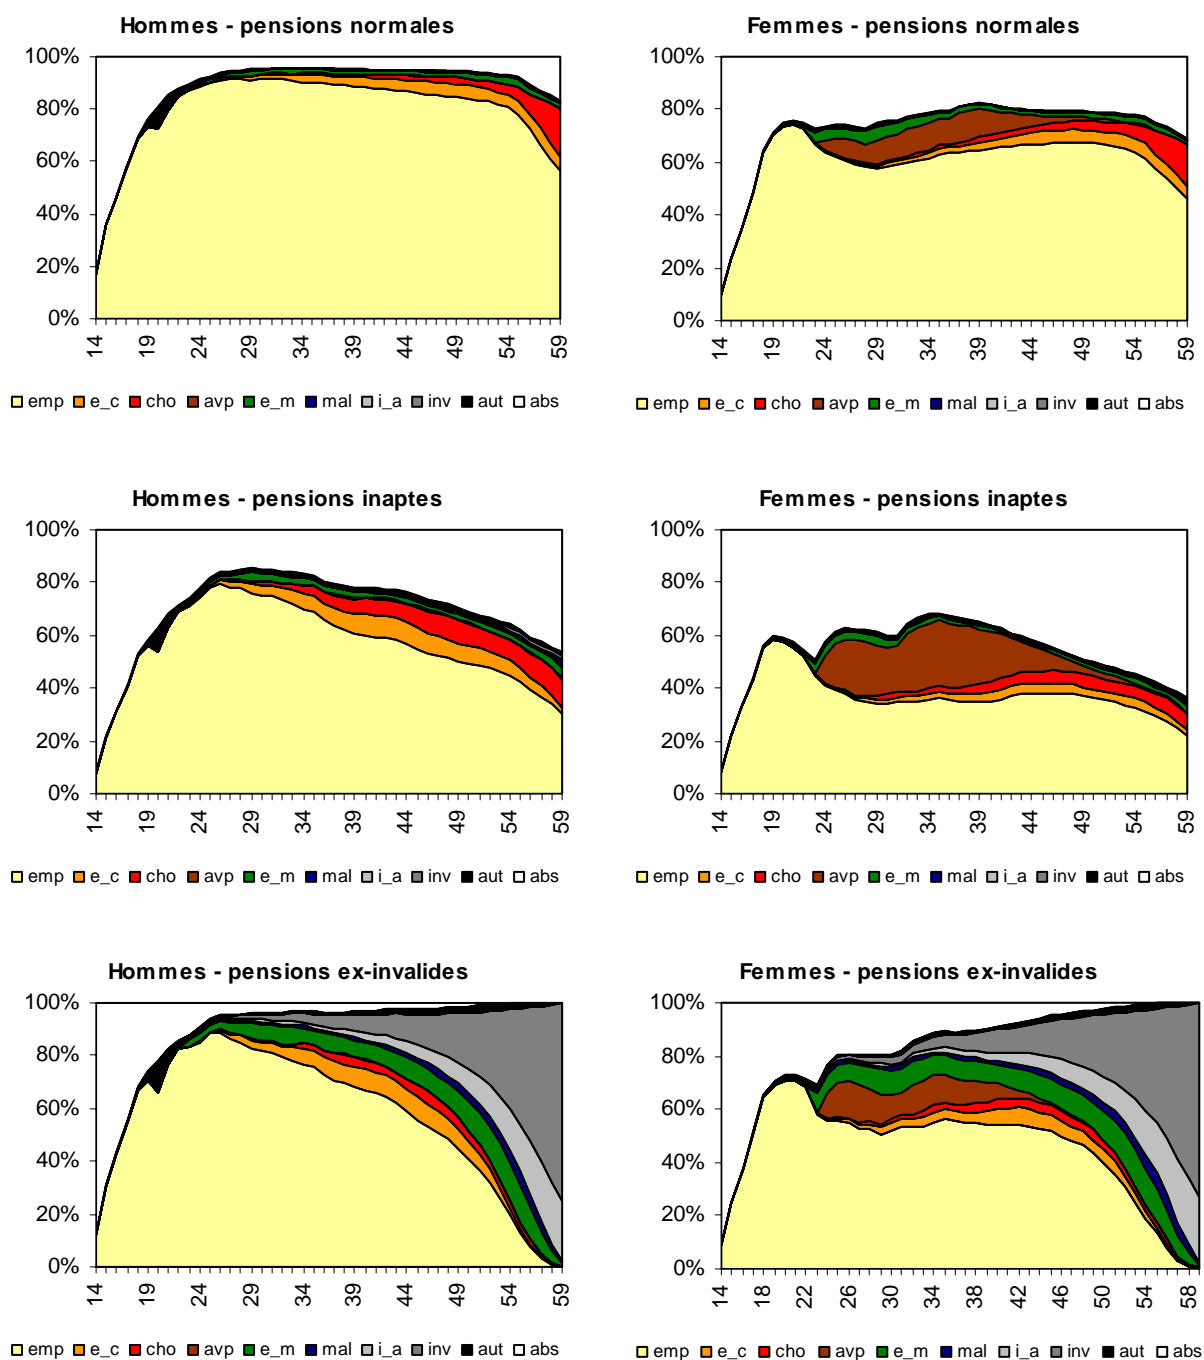 Hommes - pensions normales
100%
80%
60%
40%
20%
0%
14 19 24 29 34 39 44 49 54 59
emp e_c cho avp e_m mal i_a inv aut abs
Femmes - pensions normales
100%
80%
60%
40%
20%
0%
14 19 24 29 34 39 44 49 54 59
emp e_c cho avp e_m mal i_a inv aut abs
Hommes - pensions inaptes
100%
80%
60%
40%
20%
0%
14 19 24 29 34 39 44 49 54 59
emp e_c cho avp e_m mal i_a inv aut abs
Femmes - pensions inaptes
100%
80%
60%
40%
20%
0%
14 19 24 29 34 39 44 49 54 59
emp e_c cho avp e_m mal i_a inv aut abs
Hommes - pensions ex-invalides
100%
80%
60%
40%
20%
0%
14 19 24 29 34 39 44 49 54 59
emp e_c cho avp e_m mal i_a inv aut abs
Femmes - pensions ex-invalides
100%
80%
60%
40%
20%
0%
14 18 22 26 30 34 38 42 46 50 54 58
emp e_c cho avp e_m mal i_a inv aut abs